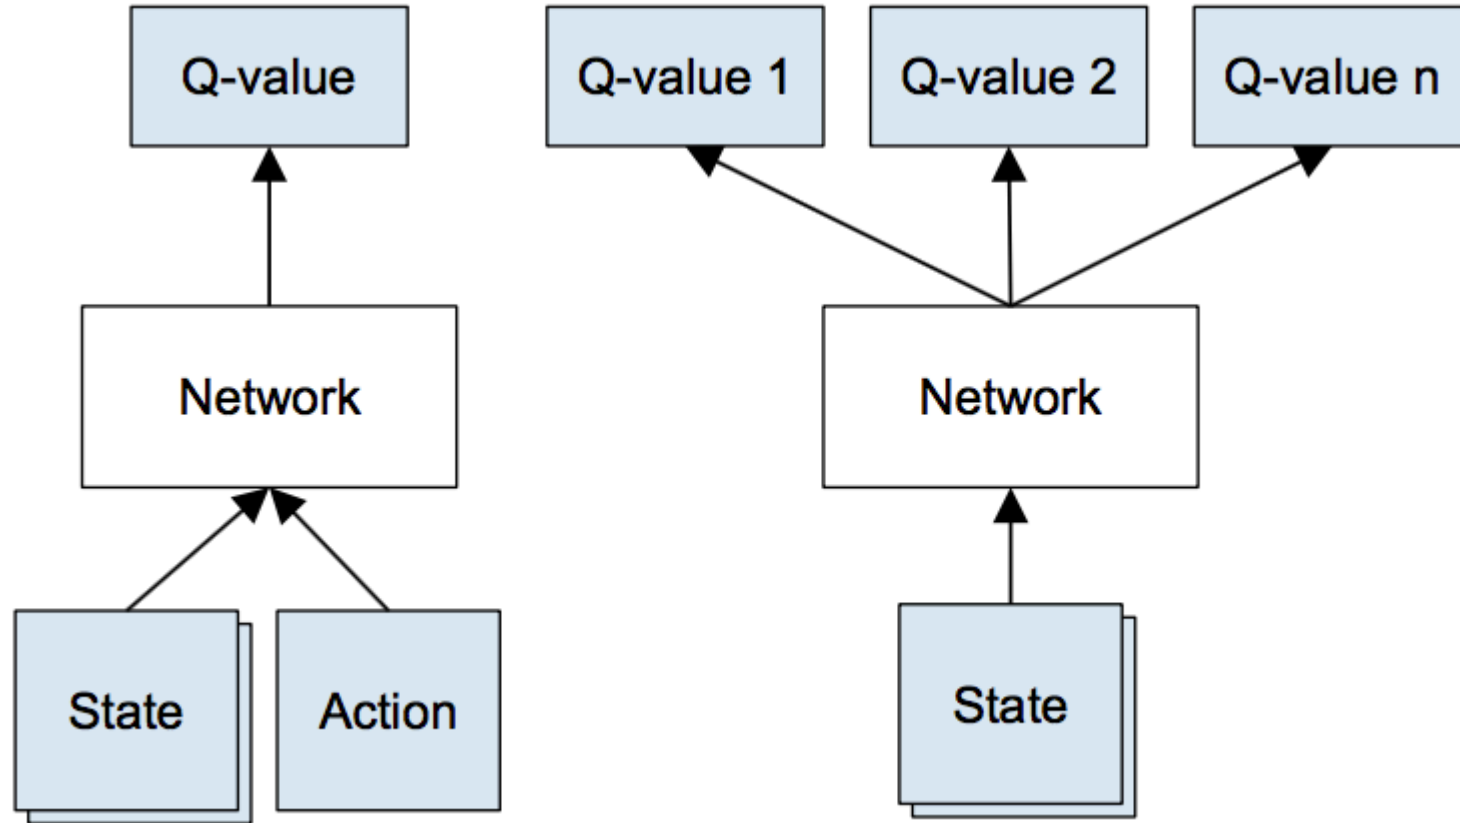 Q-value
Q-value 1
Q-value 2
Q-value n
Network
Network
State
Action
State